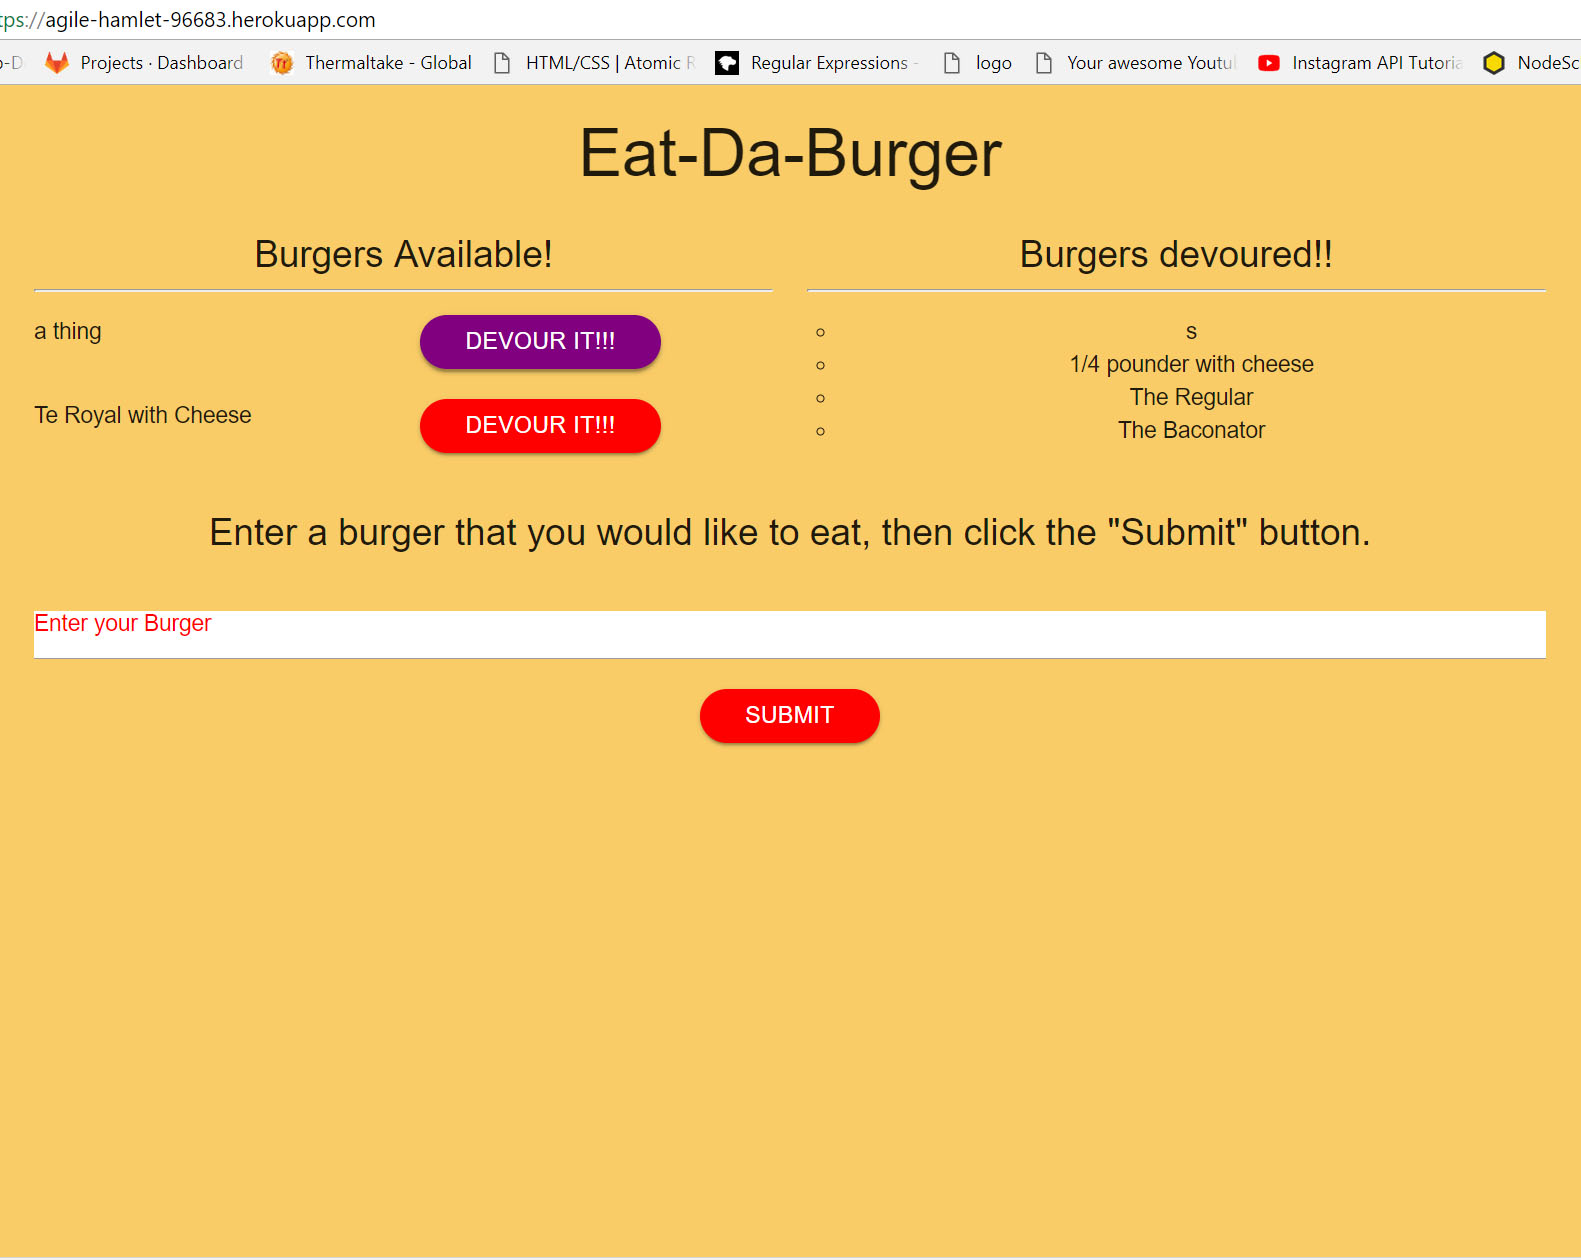 tps://agile-hamlet-96683.herokuapp.com
Projects · Dashboard Thermaltake - Global HTML/CSS | Atomic R Regular Expressions - logo Your awesome Youtu Instagram API Tutoria NodeSc
Eat-Da-Burger
Burgers Available!
a thing DEVOUR IT!!!
Te Royal with Cheese DEVOUR IT!!!
Burgers devoured!!
s
1/4 pounder with cheese
The Regular
The Baconator
Enter a burger that you would like to eat, then click the "Submit" button.
Enter your Burger
SUBMIT